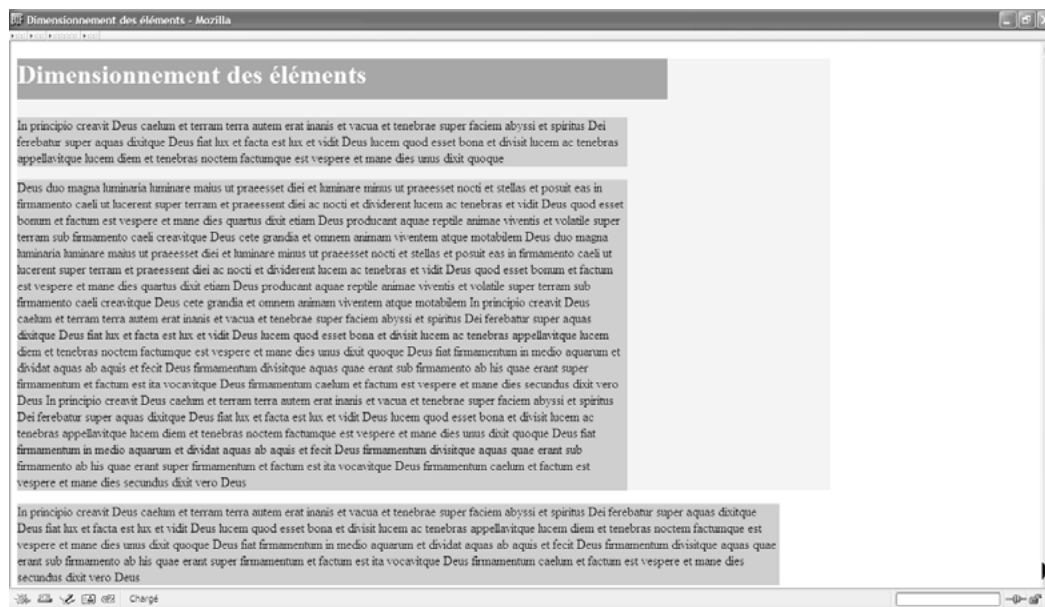 Dimensionnement des éléments - Mozilla
Dimensionnement des éléments
In principio creavit Deus caelum et terram terra autem erat inanis et vacua et tenebrae super faciem abyssi et spiritus Dei
ferebatur super aquas dixitque Deus fiat lux et facta est lux et vidit Deus lucem quod esset bona et divisit lucem ac tenebras
appellavitque lucem diem et tenebras noctem factumque est vespere et mane dies unus dixit quoque
Deus duo magna luminaria luminare maius ut praeesset diei et luminare minus ut praeesset nocti et stellas et posuit eas in
firmamento caeli ut lucerent super terram et praeessent diei ac nocti et dividerent lucem ac tenebras et vidit Deus quod esset
bonum et factum est vespere et mane dies quartus dixit etiam Deus producant aquae reptile animae viventis et volatile super
terram sub firmamento caeli creavitque Deus cete grandia et omnem animam viventem atque motabilem Deus duo magna
luminaria luminare maius ut praeesset diei et luminare minus ut praeesset nocti et stellas et posuit eas in firmamento caeli ut
lucerent super terram et praeessent diei ac nocti et dividerent lucem ac tenebras et vidit Deus quod esset bonum et factum
est vespere et mane dies quartus dixit etiam Deus producant aquae reptile animae viventis et volatile super terram sub
firmamento caeli creavitque Deus cete grandia et omnem animam viventem atque motabilem In principio creavit Deus
caelum et terram terra autem erat inanis et vacua et tenebrae super faciem abyssi et spiritus Dei ferebatur super aquas
dixitque Deus fiat lux et facta est lux et vidit Deus lucem quod esset bona et divisit lucem ac tenebras appellavitque lucem
diem et tenebras noctem factumque est vespere et mane dies unus dixit quoque Deus fiat firmamentum in medio aquarum et
dividat aquas ab aquis et fecit Deus firmamentum divisitque aquas quae erant sub firmamento ab his quae erant super
firmamentum et factum est ita vocavitque Deus firmamentum caelum et factum est vespere et mane dies secundus dixit vero
Deus In principio creavit Deus caelum et terram terra autem erat inanis et vacua et tenebrae super faciem abyssi et spiritus
Dei ferebatur super aquas dixitque Deus fiat lux et facta est lux et vidit Deus lucem quod esset bona et divisit lucem ac
tenebras appellavitque lucem diem et tenebras noctem factumque est vespere et mane dies unus dixit quoque Deus fiat
firmamentum in medio aquarum et dividat aquas ab aquis et fecit Deus firmamentum divisitque aquas quae erant sub
firmamento ab his quae erant super firmamentum et factum est ita vocavitque Deus firmamentum caelum et factum est
vespere et mane dies secundus dixit vero Deus
In principio creavit Deus caelum et terram terra autem erat inanis et vacua et tenebrae super faciem abyssi et spiritus Dei ferebatur super aquas dixitque
Deus fiat lux et facta est lux et vidit Deus lucem quod esset bona et divisit lucem ac tenebras appellavitque lucem diem et tenebras noctem factumque est
vespere et mane dies unus dixit quoque Deus fiat firmamentum in medio aquarum et dividat aquas ab aquis et fecit Deus firmamentum divisitque aquas quae
erant sub firmamento ab his quae erant super firmamentum et factum est ita vocavitque Deus firmamentum caelum et factum est vespere et mane dies
secundus dixit vero Deus
Chargé